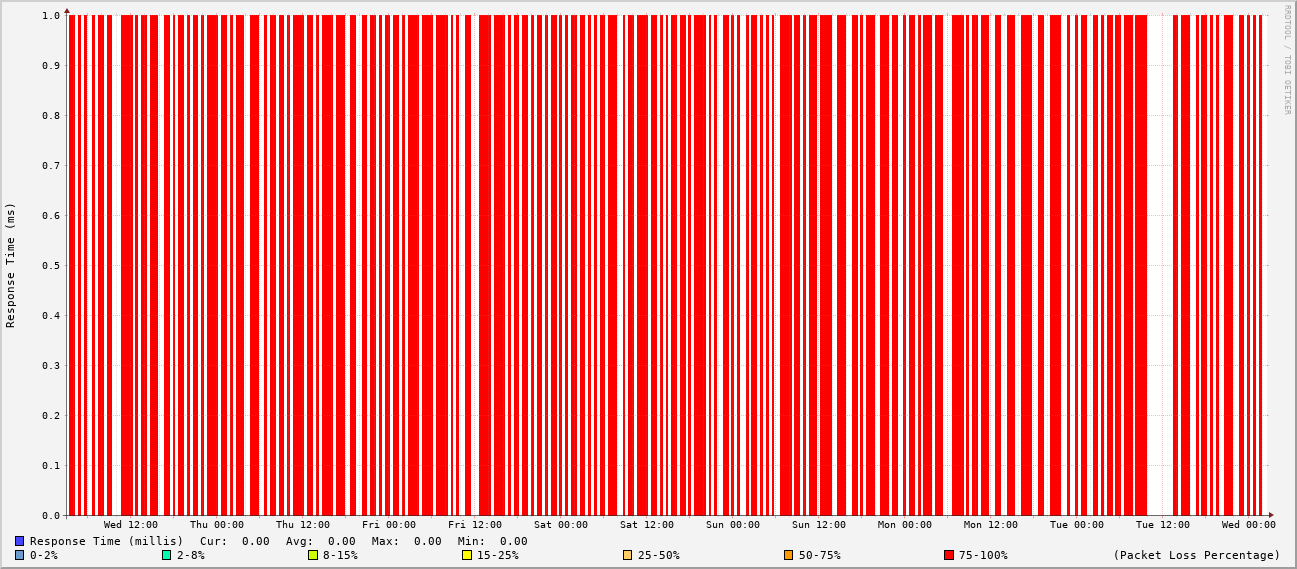 1.0
0.9
0.8
0.7
0.6
0.5
0.4
0.3
0.2
0.1
0.0
Response Time (ms)
RRDTOOL / TOBI OETIKER
Wed 12:00 Thu 00:00 Thu 12:00 Fri 00:00 Fri 12:00 Sat 00:00 Sat 12:00 Sun 00:00 Sun 12:00 Mon 00:00 Mon 12:00 Tue 00:00 Tue 12:00 Wed 00:00
Response Time (millis) Cur: 0.00 Avg: 0.00 Max: 0.00 Min: 0.00
0-2% 2-8% 8-15% 15-25% 25-50% 50-75% 75-100% (Packet Loss Percentage)